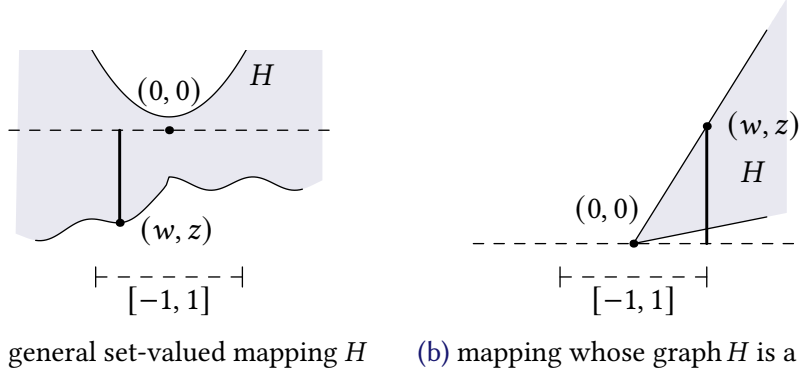 H
(0, 0)
(w, z)
[−1, 1]
general set-valued mapping H
(w, z)
H
(0, 0)
[−1, 1]
(b) mapping whose graph H is a